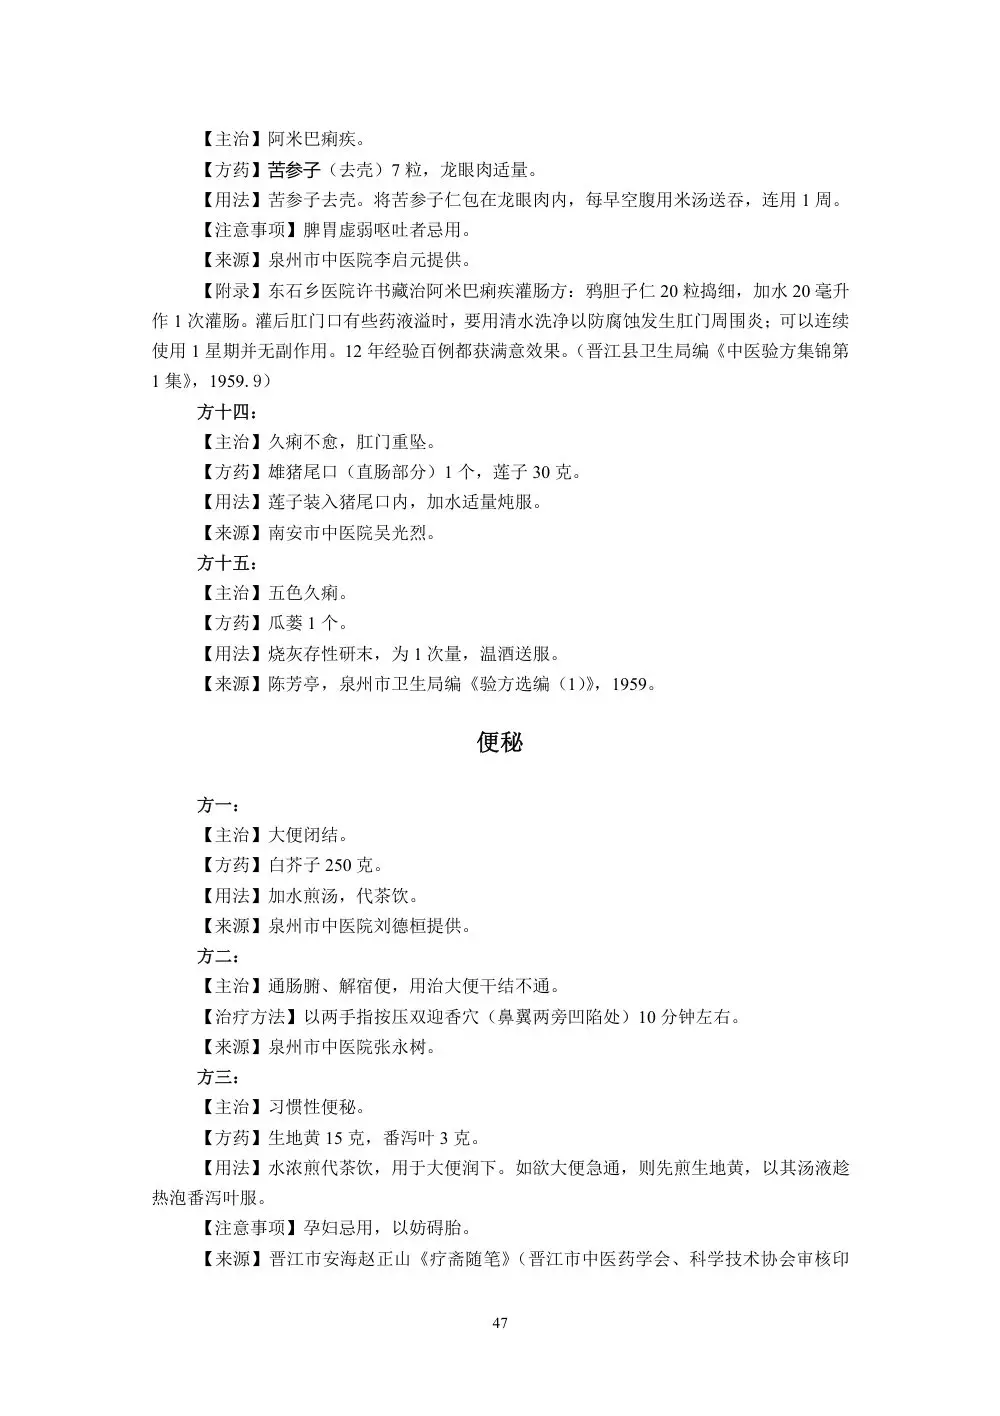 【主治】阿米巴痢疾。
【方药】苦参子（去壳）7 粒，龙眼肉适量。
【用法】苦参子去壳。将苦参子仁包在龙眼肉内，每早空腹用米汤送吞，连用 1 周。
【注意事项】脾胃虚弱呕吐者忌用。
【来源】泉州市中医院李启元提供。
【附录】东石乡医院许书藏治阿米巴痢疾灌肠方：鸦胆子仁 20 粒捣细，加水 20 毫升
作 1 次灌肠。灌后肛门口有些药液溢时，要用清水洗净以防腐蚀发生肛门周围炎；可以连续
使用 1 星期并无副作用。12 年经验百例都获满意效果。（晋江县卫生局编《中医验方集锦第
1 集》，1959.9）
方十四：
【主治】久痢不愈，肛门重坠。
【方药】雄猪尾口（直肠部分）1 个，莲子 30 克。
【用法】莲子装入猪尾口内，加水适量炖服。
【来源】南安市中医院吴光烈。
方十五：
【主治】五色久痢。
【方药】瓜蒌 1 个。
【用法】烧灰存性研末，为 1 次量，温酒送服。
【来源】陈芳亭，泉州市卫生局编《验方选编（1）》，1959。
便秘
方一：
【主治】大便闭结。
【方药】白芥子 250 克。
【用法】加水煎汤，代茶饮。
【来源】泉州市中医院刘德桓提供。
方二：
【主治】通肠腑、解宿便，用治大便干结不通。
【治疗方法】以两手指按压双迎香穴（鼻翼两旁凹陷处）10 分钟左右。
【来源】泉州市中医院张永树。
方三：
【主治】习惯性便秘。
【方药】生地黄 15 克，番泻叶 3 克。
【用法】水浓煎代茶饮，用于大便润下。如欲大便急通，则先煎生地黄，以其汤液趁
热泡番泻叶服。
【注意事项】孕妇忌用，以妨碍胎。
【来源】晋江市安海赵正山《疗斋随笔》（晋江市中医药学会、科学技术协会审核印
47